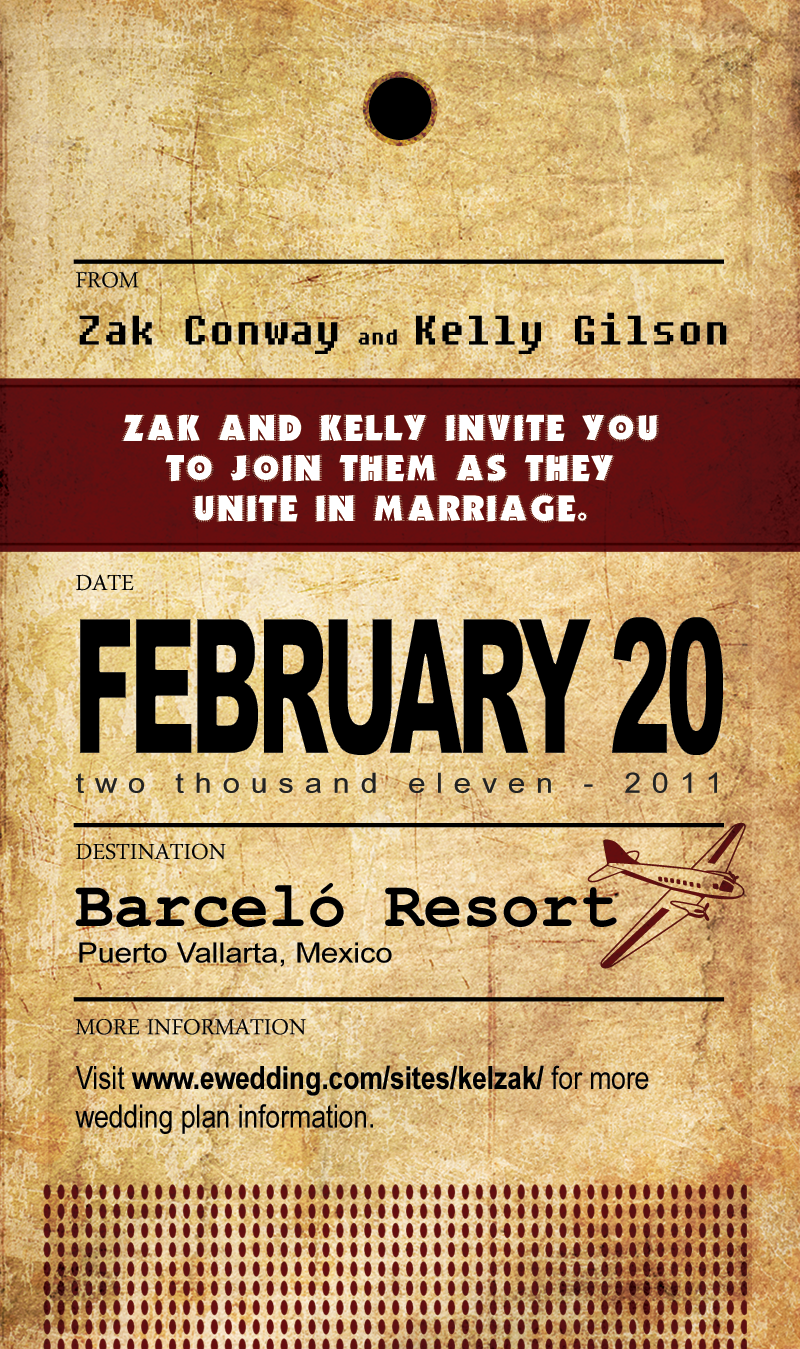 FROM
Zak Conway and Kelly Gilson
ZAK AND KELLY INVITE YOU
TO JOIN THEM AS THEY
UNITE IN MARRIAGE.
DATE
FEBRUARY 20
two thousand eleven - 2011
DESTINATION
Barceló Resort
Puerto Vallarta, Mexico
MORE INFORMATION
Visit www.ewedding.com/sites/kelzak/ for more
wedding plan information.